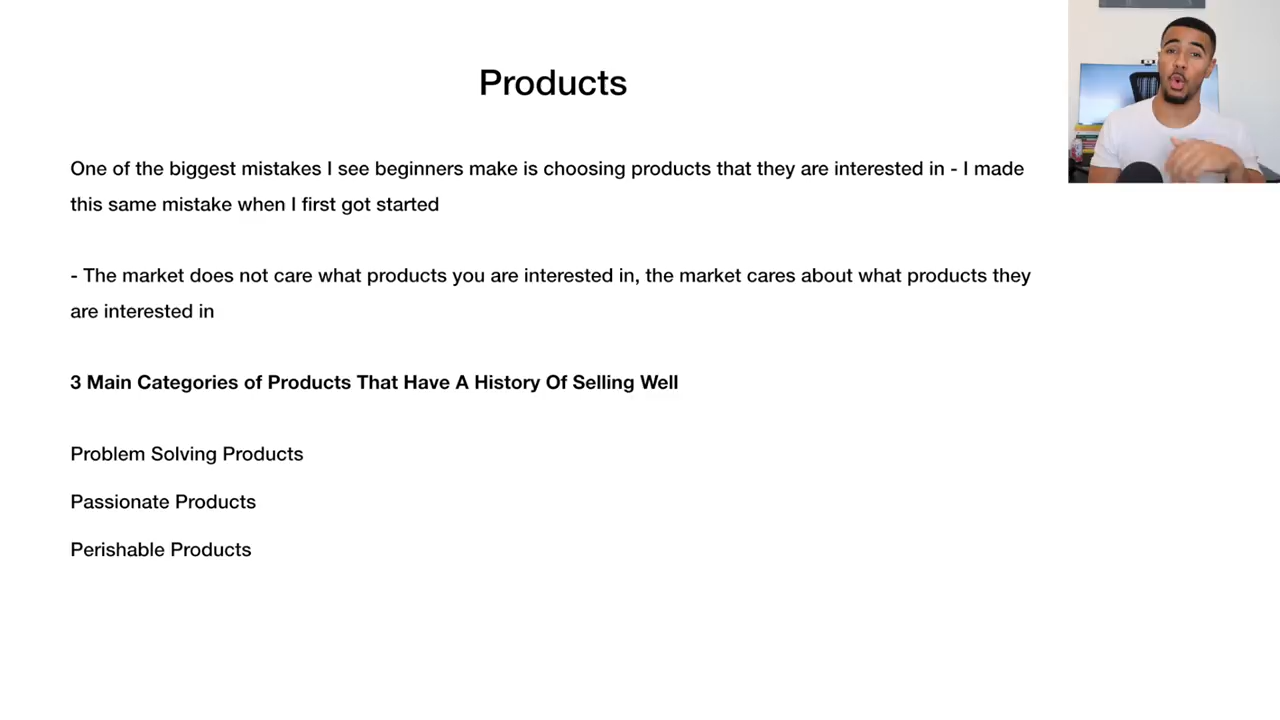 Products
One of the biggest mistakes I see beginners make is choosing products that they are interested in - I made
this same mistake when I first got started
- The market does not care what products you are interested in, the market cares about what products they
are interested in
3 Main Categories of Products That Have A History Of Selling Well
Problem Solving Products
Passionate Products
Perishable Products